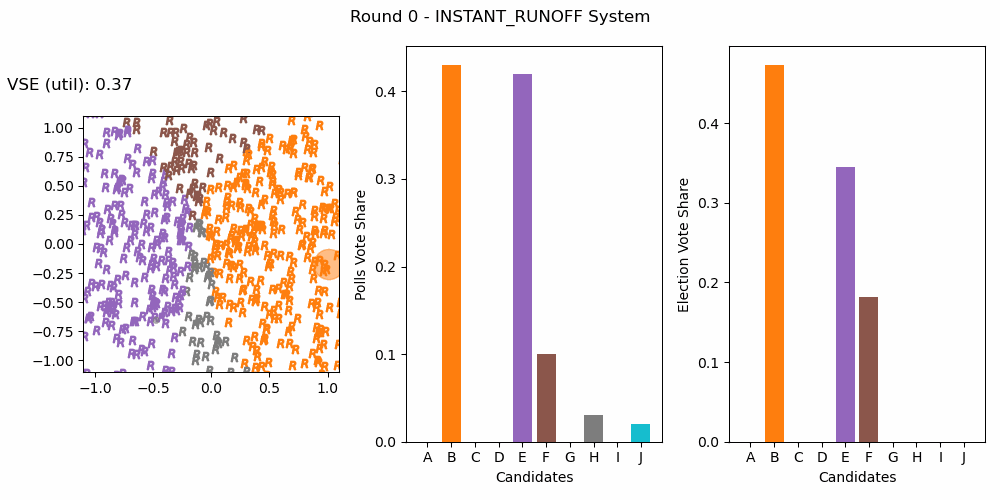 Round 0 - INSTANT_RUNOFF System
VSE (util): 0.37
1.00
0.75
0.50
0.25
0.00
−0.25
−0.50
−0.75
−1.00
−1.0 −0.5 0.0 0.5 1.0
Polls Vote Share
0.4
0.3
0.2
0.1
0.0
A B C D E F G H I J
Candidates
Election Vote Share
0.4
0.3
0.2
0.1
0.0
A B C D E F G H I J
Candidates